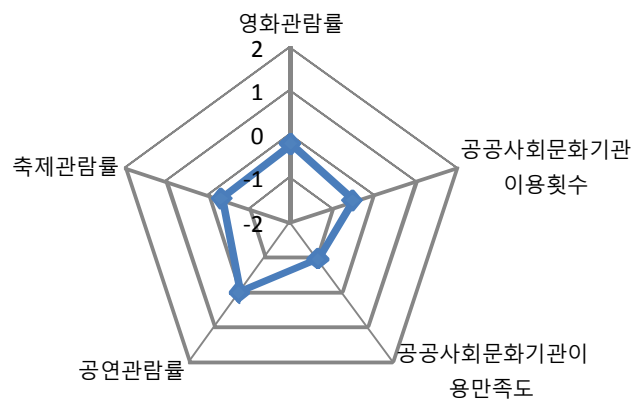 영화관람률
2
1
0
-1
-2
공공사회문화기관
이용횟수
공공사회문화기관이
용만족도
공연관람률
축제관람률